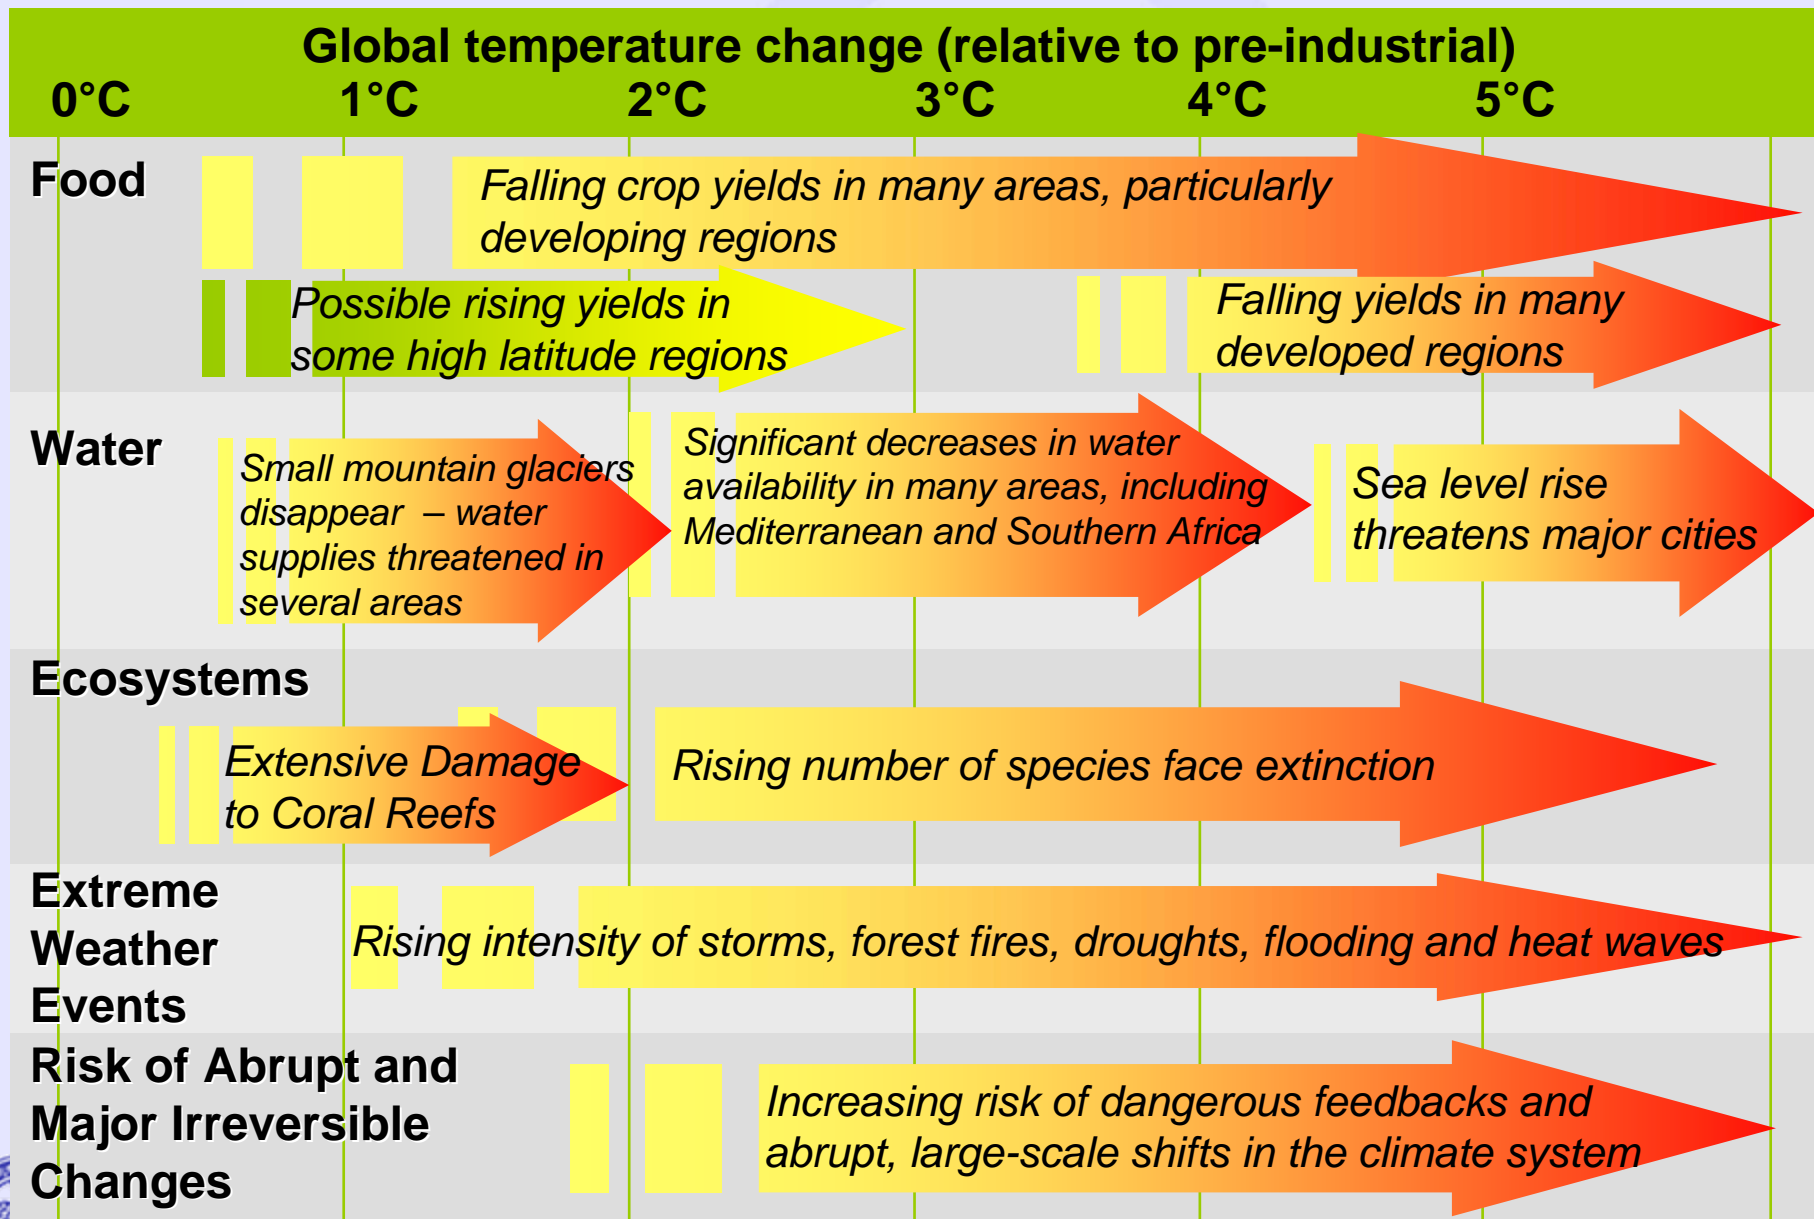 Global temperature change (relative to pre-industrial)
0°C 1°C 2°C 3°C 4°C 5°C
Food
Falling crop yields in many areas, particularly
developing regions
Possible rising yields in
some high latitude regions
Falling yields in many
developed regions
Water
Small mountain glaciers
disappear – water
supplies threatened in
several areas
Significant decreases in water
availability in many areas, including
Mediterranean and Southern Africa
Sea level rise
threatens major cities
Ecosystems
Extensive Damage
to Coral Reefs
Rising number of species face extinction
Extreme
Weather
Events
Rising intensity of storms, forest fires, droughts, flooding and heat waves
Risk of Abrupt and
Major Irreversible
Changes
Increasing risk of dangerous feedbacks and
abrupt, large-scale shifts in the climate system